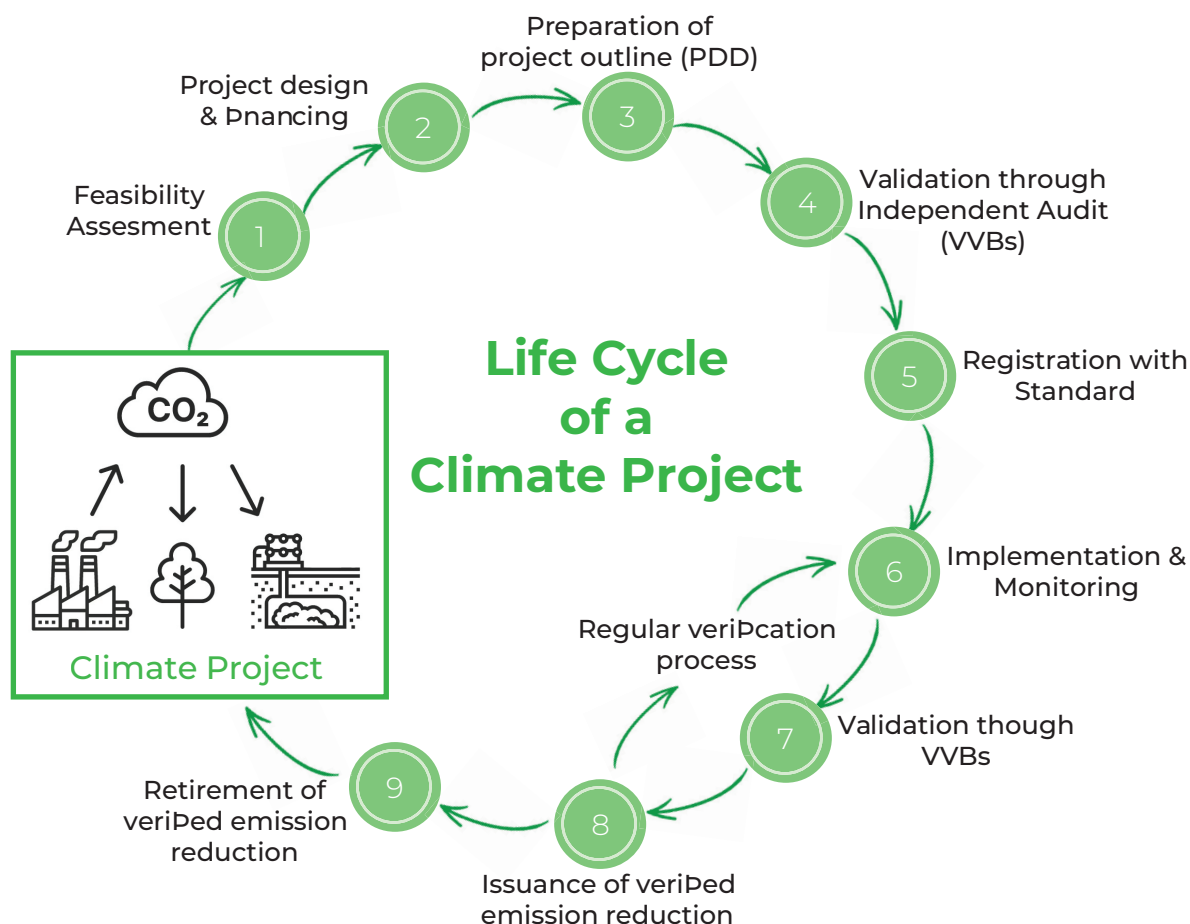 Preparation of
project outline (PDD)
Project design
& Þnancing
2
3
Feasibility
Assesment
1
4
Validation through
Independent Audit
(VVBs)
Life Cycle
of a
Climate Project
5
Registration with
Standard
CO₂
Climate Project
6
Implementation &
Monitoring
Regular veriÞcation
process
7
Validation though
VVBs
8
Issuance of veriÞed
emission reduction
9
Retirement of
veriÞed emission
reduction